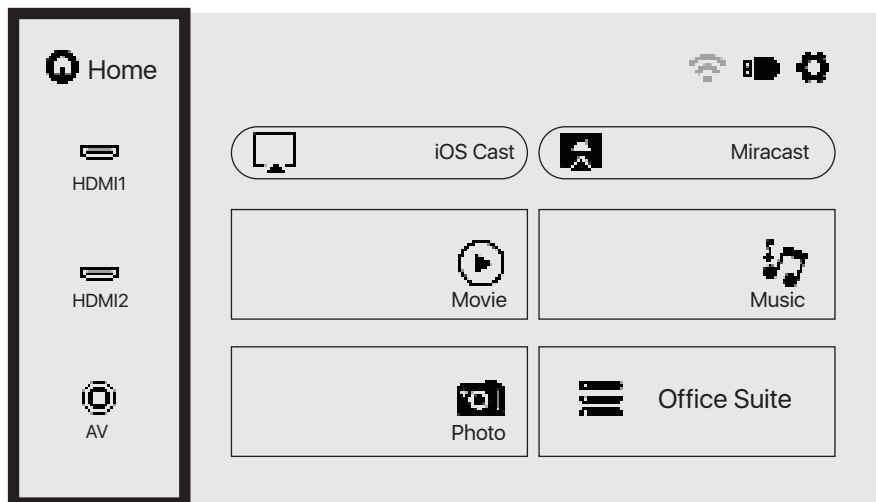 Home
HDMI1
HDMI2
AV
iOS Cast
Miracast
Movie
Music
Photo
Office Suite